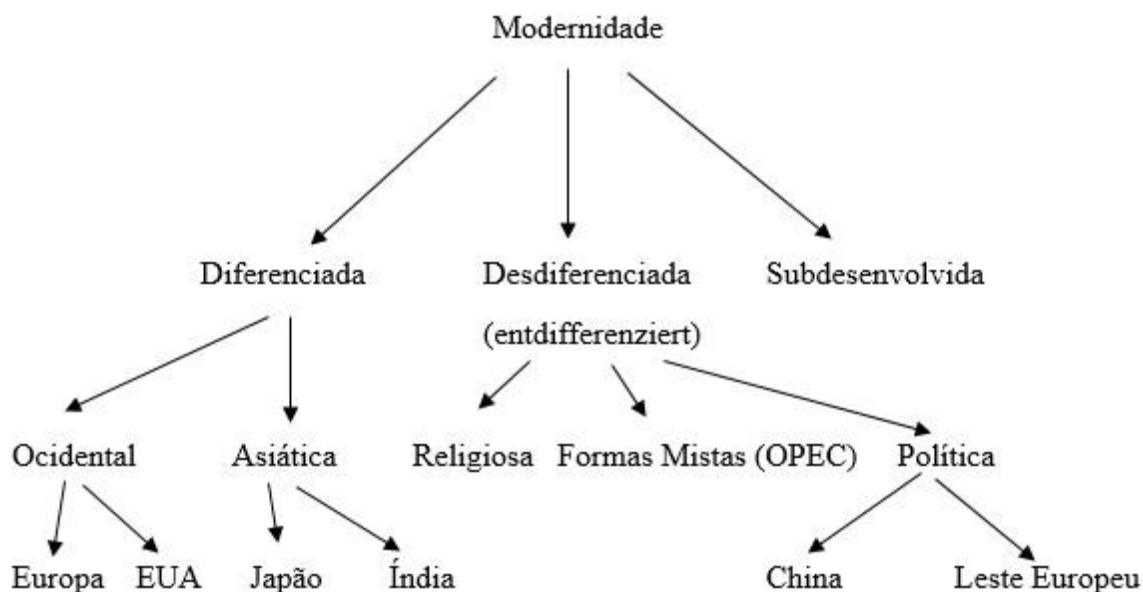 Modernidade
Diferenciada Desdiferenciada Subdesenvolvida
(entdifferenziert)
Ocidental Asiática Religiosa Formas Mistas (OPEC) Política
Europa EUA Japão Índia China Leste Europeu